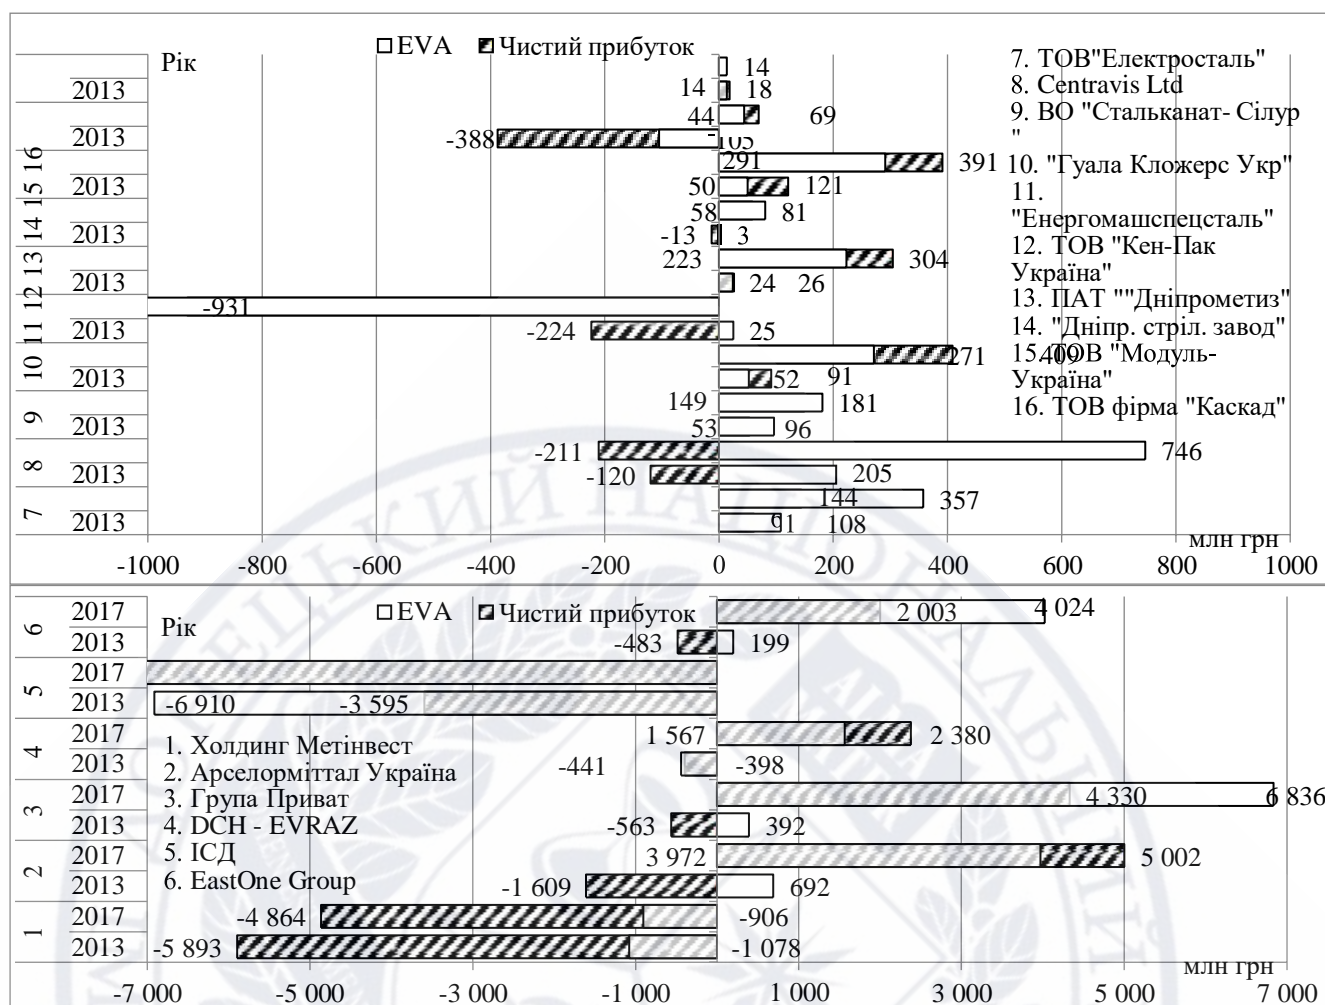 Рік
EVA Чистий прибуток
14
2013 14 18
44 69
2013 -388 -105
16 291 391
15 2013 50 121
58 81
14 2013 -13 3
13 223 304
2013 24 26
12 -931
11 2013 -224 25
271 409
10 2013 52 91
149 181
9 2013 53 96
-211 746
8 2013 -120 205
144 357
7 2013 61 108
млн грн
-1000 -800 -600 -400 -200 0 200 400 600 800 1000
7. ТОВ"Електросталь"
8. Centravis Ltd
9. ВО "Стальканат- Сілур
"
10. "Гуала Кложерс Укр"
11.
"Енергомашспецсталь"
12. ТОВ "Кен-Пак
Україна"
13. ПАТ ""Дніпрометиз"
14. "Дніпр. стріл. завод"
15. ТОВ "Модуль-
Україна"
16. ТОВ фірма "Каскад"
EVA Чистий прибуток
Рік
6 2017 2 003 4 024
2013 -483 199
5 2017
2013 -6 910 -3 595
4 2017 1 567 2 380
2013 -441 -398
3 2017 4 330 6 836
2013 -563 392
2 2017 3 972 5 002
2013 -1 609 692
1 2017 -4 864 -906
2013 -5 893 -1 078
1. Холдинг Метінвест
2. Арселорміттал Україна
3. Група Приват
4. DCH - EVRAZ
5. ІСД
6. EastOne Group
млн грн
-7 000 -5 000 -3 000 -1 000 1 000 3 000 5 000 7 000